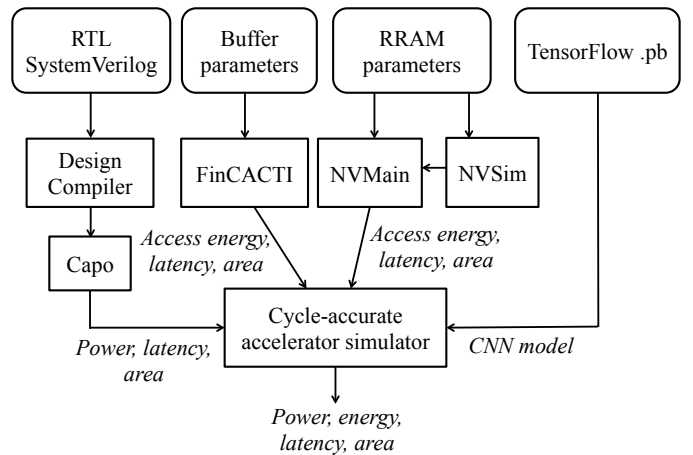 RTL
SystemVerilog
Buffer
parameters
RRAM
parameters
TensorFlow .pb
Design
Compiler
FinCACTI
NVMain
NVSim
Capo
Access energy,
latency, area
Access energy,
latency, area
Cycle-accurate
accelerator simulator
Power, latency,
area
CNN model
Power, energy,
latency, area